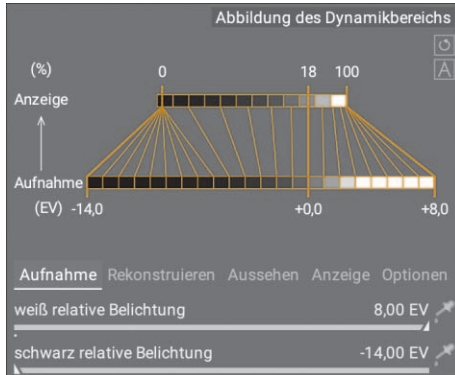 Abbildung des Dynamikbereichs
A
(%) 0 18 100
Anzeige
Aufnahme
(EV) -14,0 +0,0 +8,0
Aufnahme Rekonstruieren Aussehen Anzeige Optionen
weiß relative Belichtung 8,00 EV
schwarz relative Belichtung -14,00 EV